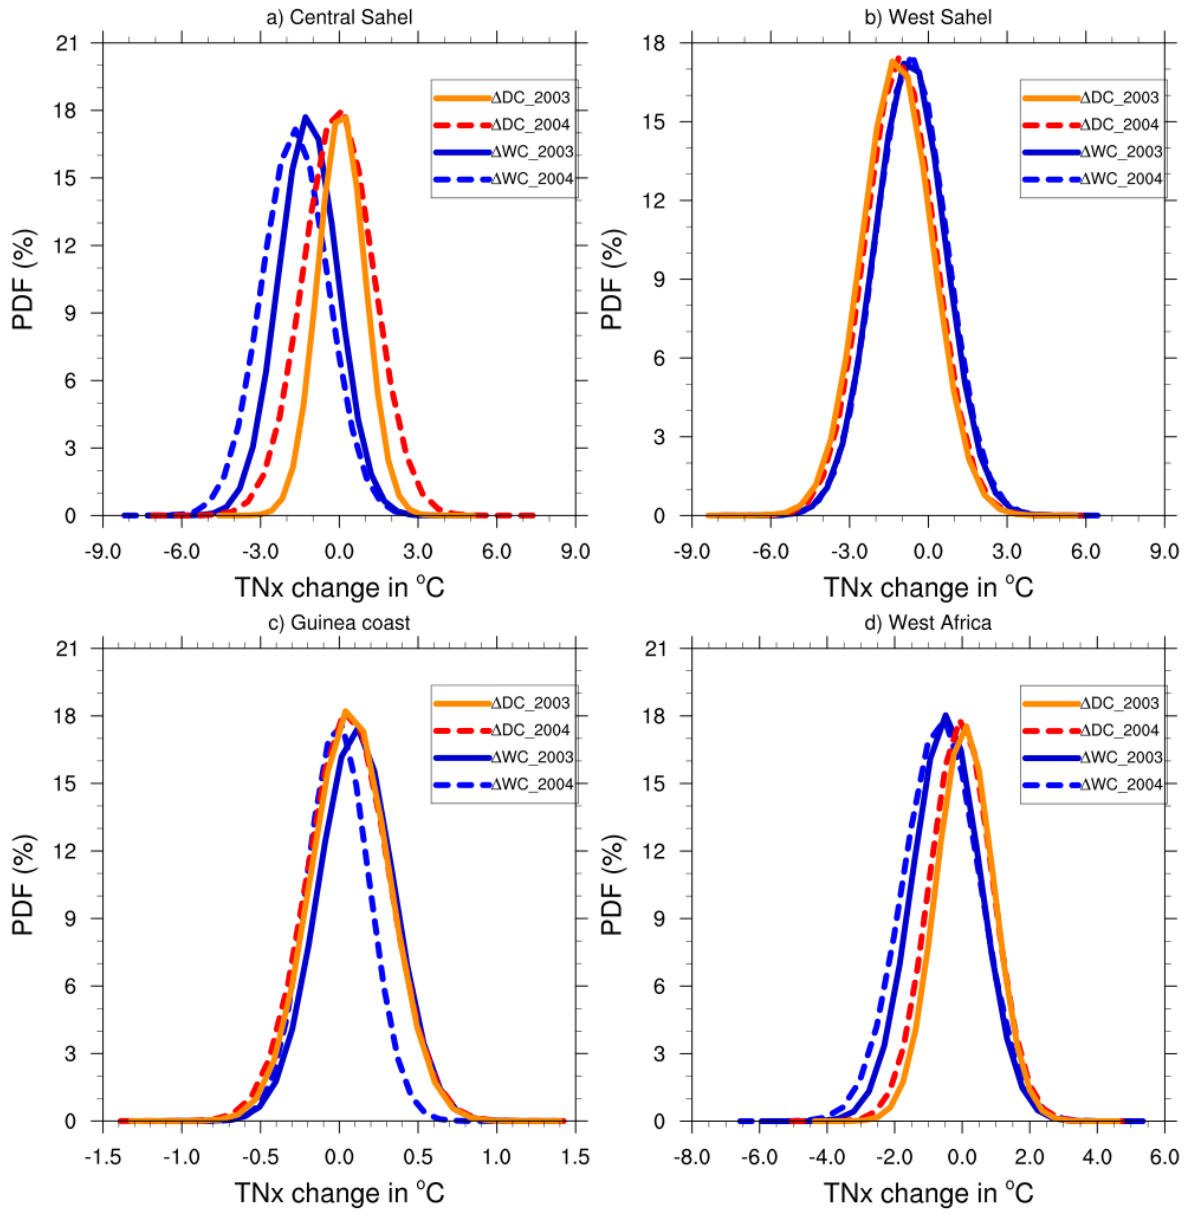 a) Central Sahel
21
18
15
12
9
6
3
0
PDF (%)
-9.0 -6.0 -3.0 0.0 3.0 6.0 9.0
TNx change in °C
ΔDC_2003
ΔDC_2004
ΔWC_2003
ΔWC_2004
b) West Sahel
18
15
12
9
6
3
0
PDF (%)
-9.0 -6.0 -3.0 0.0 3.0 6.0 9.0
TNx change in °C
ΔDC_2003
ΔDC_2004
ΔWC_2003
ΔWC_2004
c) Guinea coast
21
18
15
12
9
6
3
0
PDF (%)
-1.5 -1.0 -0.5 0.0 0.5 1.0 1.5
TNx change in °C
ΔDC_2003
ΔDC_2004
ΔWC_2003
ΔWC_2004
d) West Africa
21
18
15
12
9
6
3
0
PDF (%)
-8.0 -6.0 -4.0 -2.0 0.0 2.0 4.0 6.0
TNx change in °C
ΔDC_2003
ΔDC_2004
ΔWC_2003
ΔWC_2004